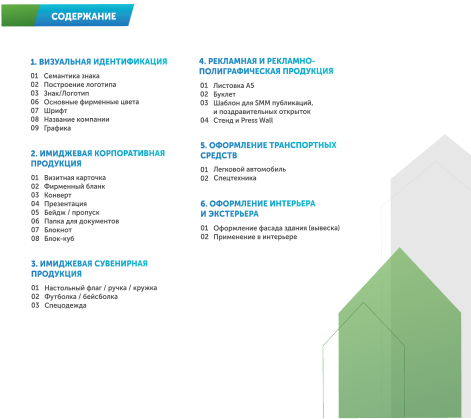 СОДЕРЖАНИЕ
1. ВИЗУАЛЬНАЯ ИДЕНТИФИКАЦИЯ
01 Семантика знака
02 Построение логотипа
03 Знак/Логотип
06 Основные фирменные цвета
07 Шрифт
08 Название компании
09 Графика
2. ИМИДЖЕВАЯ КОРПОРАТИВНАЯ
ПРОДУКЦИЯ
01 Визитная карточка
02 Фирменный бланк
03 Конверт
04 Презентация
05 Бейдж / пропуск
06 Папка для документов
07 Блокнот
08 Блок-куб
3. ИМИДЖЕВАЯ СУВЕНИРНАЯ
ПРОДУКЦИЯ
01 Настольный флаг / ручка / кружка
02 Футболка / бейсболка
03 Спецодежда
4. РЕКЛАМНАЯ И РЕКЛАМНО-
ПОЛИГРАФИЧЕСКАЯ ПРОДУКЦИЯ
01 Листовка А5
02 Буклет
03 Шаблон для SMM публикаций,
и поздравительных открыток
04 Стенд и Press Wall
5. ОФОРМЛЕНИЕ ТРАНСПОРТНЫХ
СРЕДСТВ
01 Легковой автомобиль
02 Спецтехника
6. ОФОРМЛЕНИЕ ИНТЕРЬЕРА
И ЭКСТЕРЬЕРА
01 Оформление фасада здания (вывеска)
02 Применение в интерьере